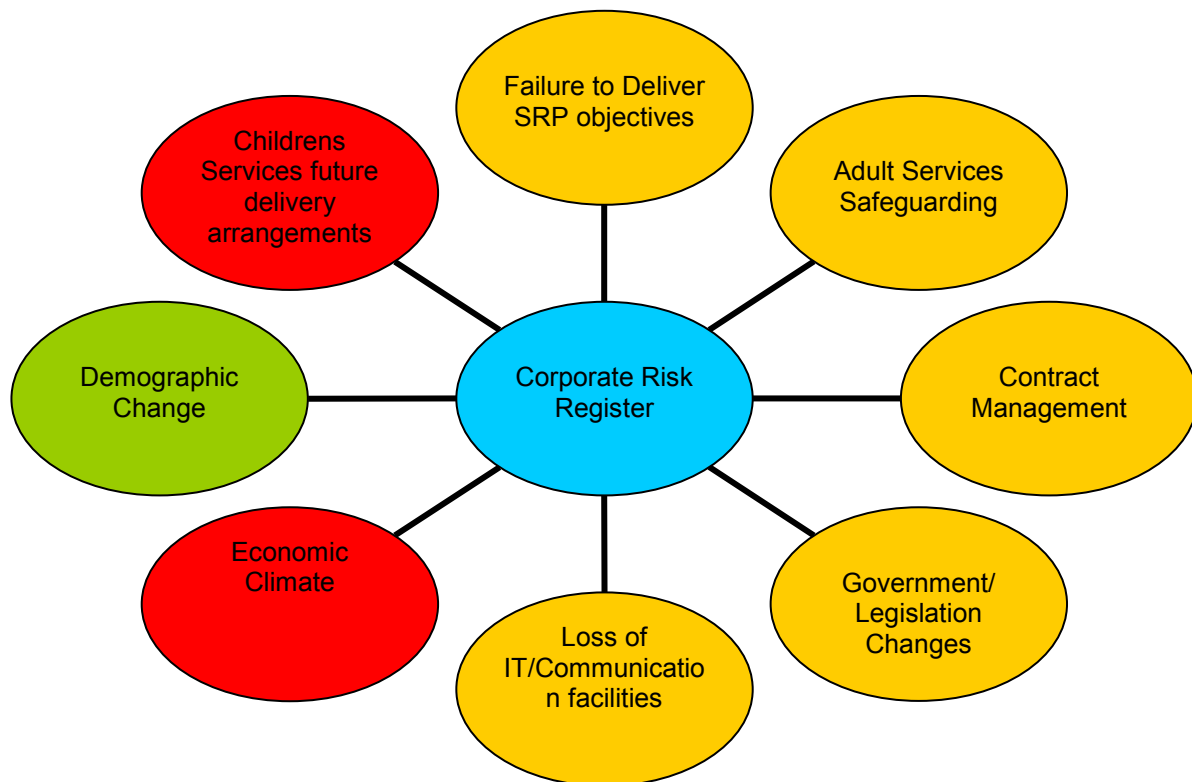 Failure to Deliver
SRP objectives
Childrens
Services future
delivery
arrangements
Adult Services
Safeguarding
Demographic
Change
Corporate Risk
Register
Contract
Management
Economic
Climate
Government/
Legislation
Changes
Loss of
IT/Communicatio
n facilities